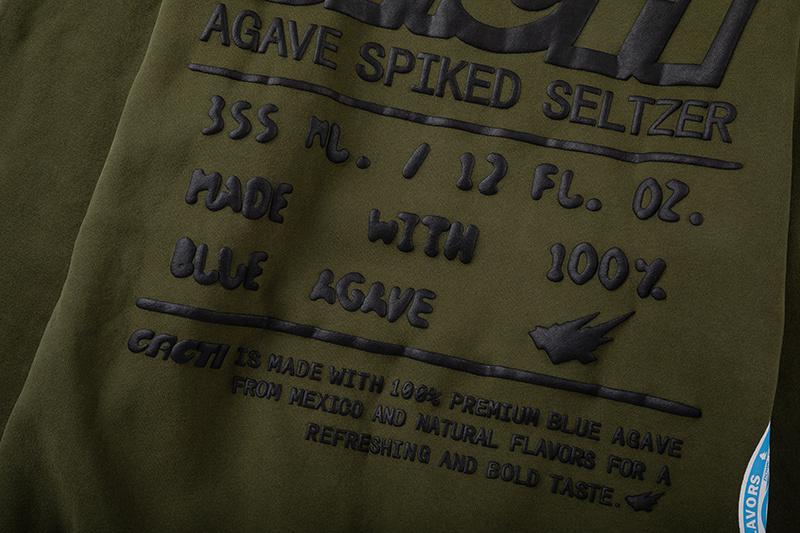 AGAVE SPIKED SELTZER
355 ML. / 12 FL. OZ.
MADE WITH 100%
BLUE AGAVE
CACTI IS MADE WITH 100% PREMIUM BLUE AGAVE
FROM MEXICO AND NATURAL FLAVORS FOR A
REFRESHING AND BOLD TASTE.